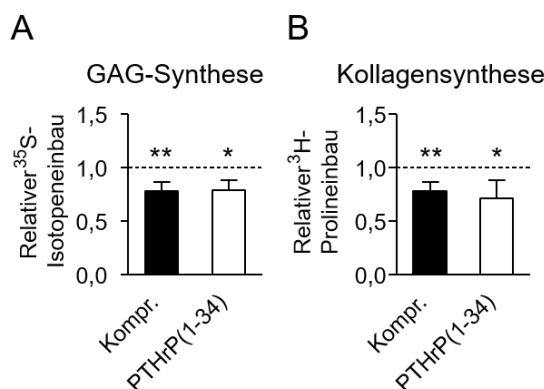 A
GAG-Synthese
Relativer ³⁵S-
Isotopeneinbau
1,5
1,0
0,5
0,0
**
*
Kompr.
PTHrP(1-34)
B
Kollagensynthese
Relativer ³H-
Prolineinbau
1,5
1,0
0,5
0,0
**
*
Kompr.
PTHrP(1-34)